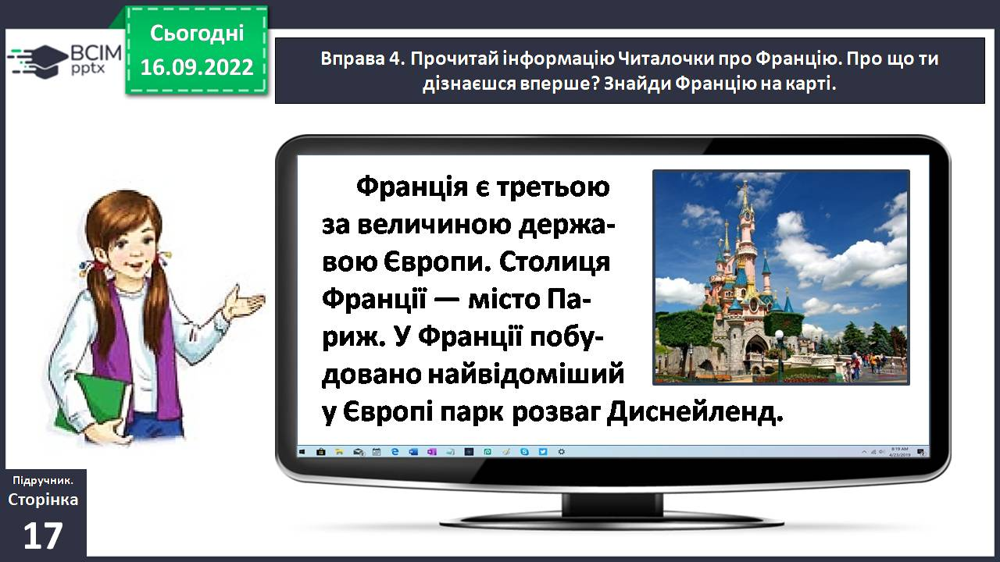 Сьогодні
16.09.2022
ВСІМ
pptx
Вправа 4. Прочитай інформацію Читалочки про Францію. Про що ти
дізнаєшся вперше? Знайди Францію на карті.
Франція є третьою
за величиною держа-
вою Європи. Столиця
Франції — місто Па-
риж. У Франції побу-
довано найвідоміший
у Європі парк розваг Диснейленд.
8:19 AM
4/23/2019
Підручник.
Сторінка
17